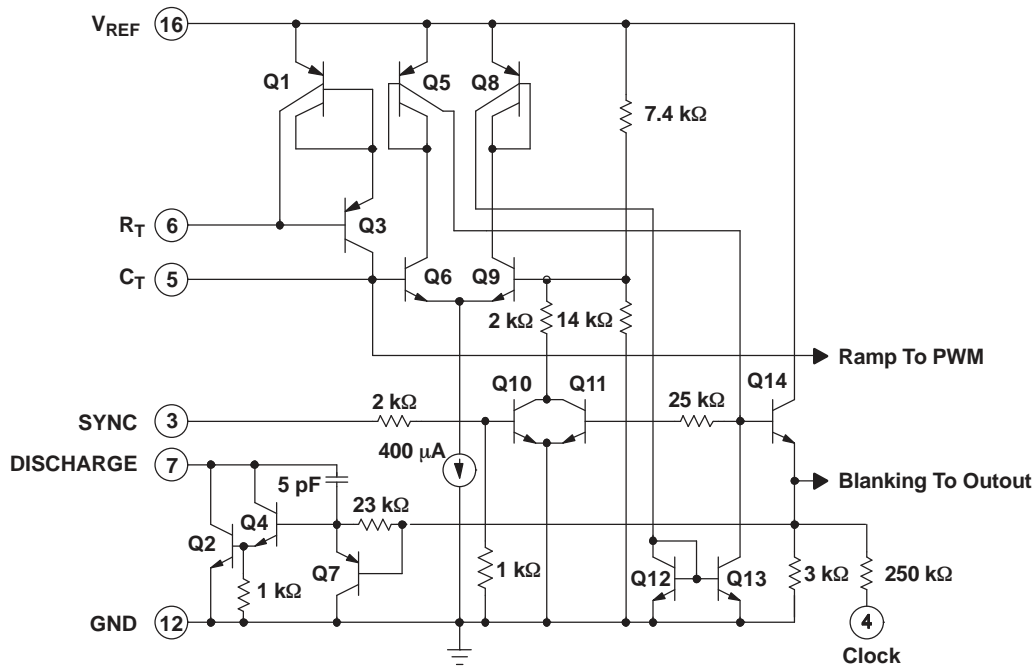 VREF 16
Q1 Q5 Q8
7.4 kΩ
RT 6
Q3
CT 5
Q6 Q9
2 kΩ 14 kΩ
Ramp To PWM
Q10 Q11 Q14
2 kΩ 25 kΩ
SYNC 3
400 μA
DISCHARGE 7
Blanking To Outout
5 pF
23 kΩ
Q4
Q2
Q7
1 kΩ 1 kΩ Q12 Q13 3 kΩ 250 kΩ
GND 12
4
Clock